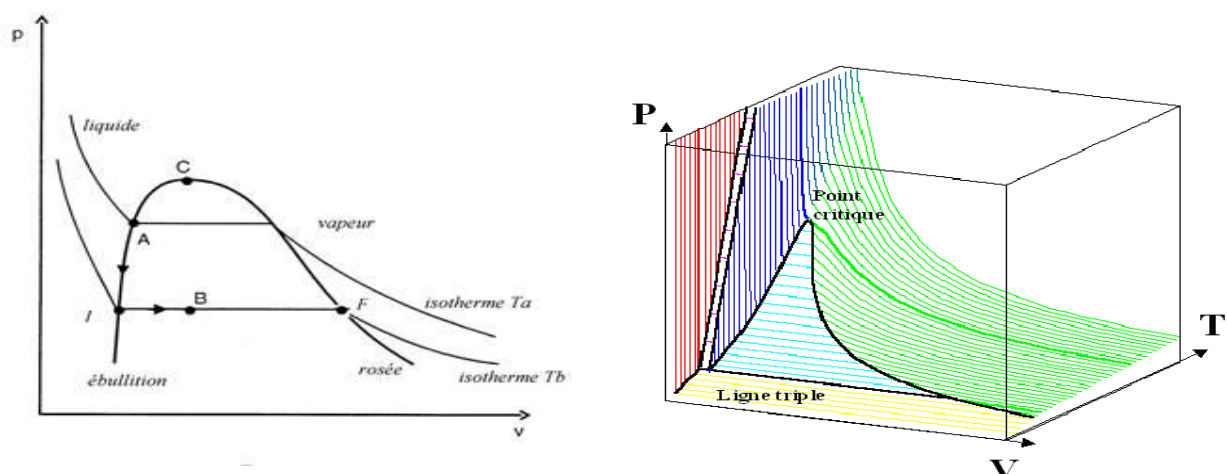 p
liquide
C
A
vapeur
I
B
F
isotherme Ta
ébullition
rosée
isotherme Tb
v
P
Point
critique
T
Ligne triple
V